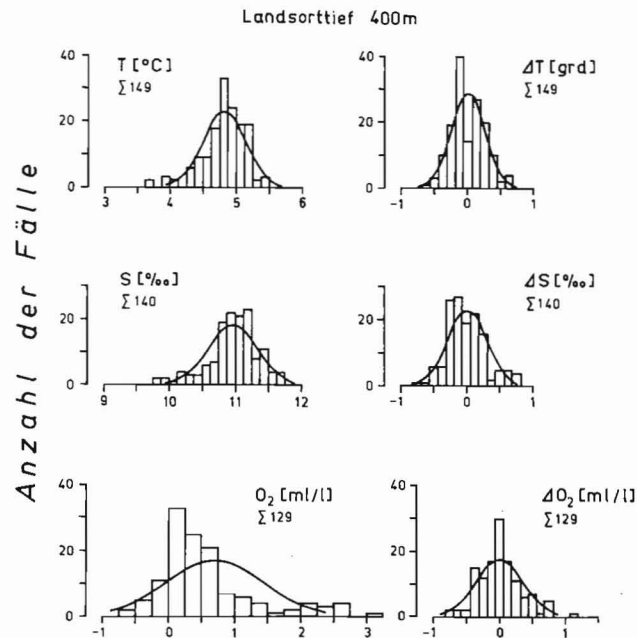 Landsorttief 400m
Anzahl der Fälle
40
20
0
T [°C]
∑149
3 4 5 6
40
20
0
ΔT [grd]
∑149
-1 0 1
20
0
S [‰]
∑140
9 10 11 12
20
0
ΔS [‰]
∑140
-1 0 1
40
20
0
O₂ [ml/l]
∑129
-1 0 1 2 3
40
20
0
ΔO₂ [ml/l]
∑129
-1 0 1